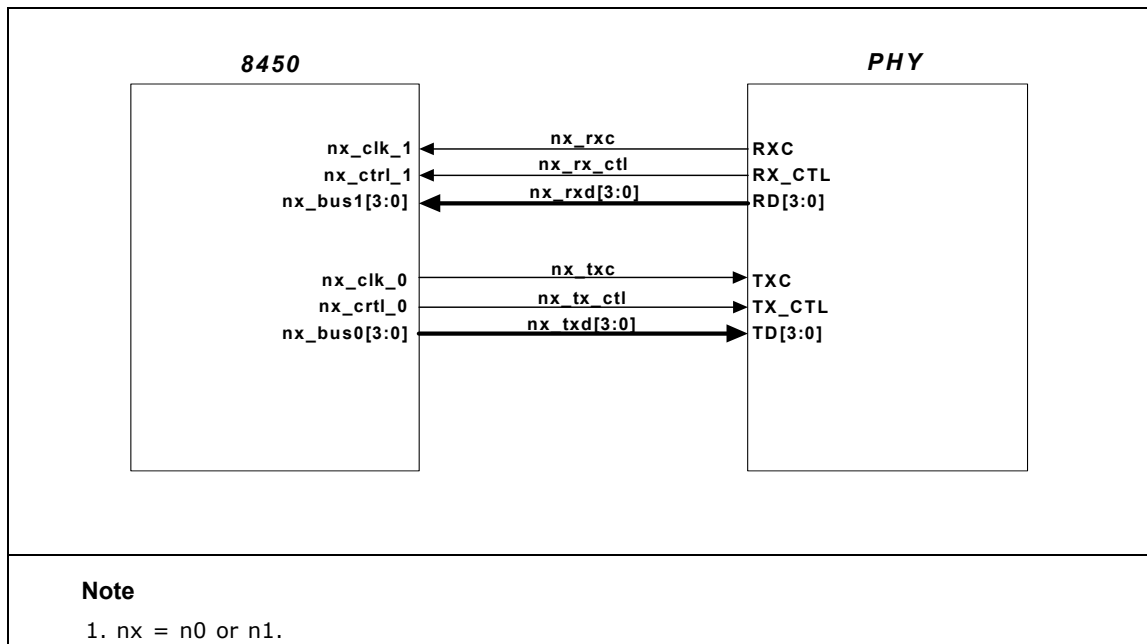 8450 PHY
nx_clk_1 nx_rxc RXC
nx_ctrl_1 nx_rx_ctl RX_CTL
nx_bus1[3:0] nx_rxd[3:0] RD[3:0]
nx_clk_0 nx_txc TXC
nx_crtl_0 nx_tx_ctl TX_CTL
nx_bus0[3:0] nx_txd[3:0] TD[3:0]
Note
1. nx = n0 or n1.